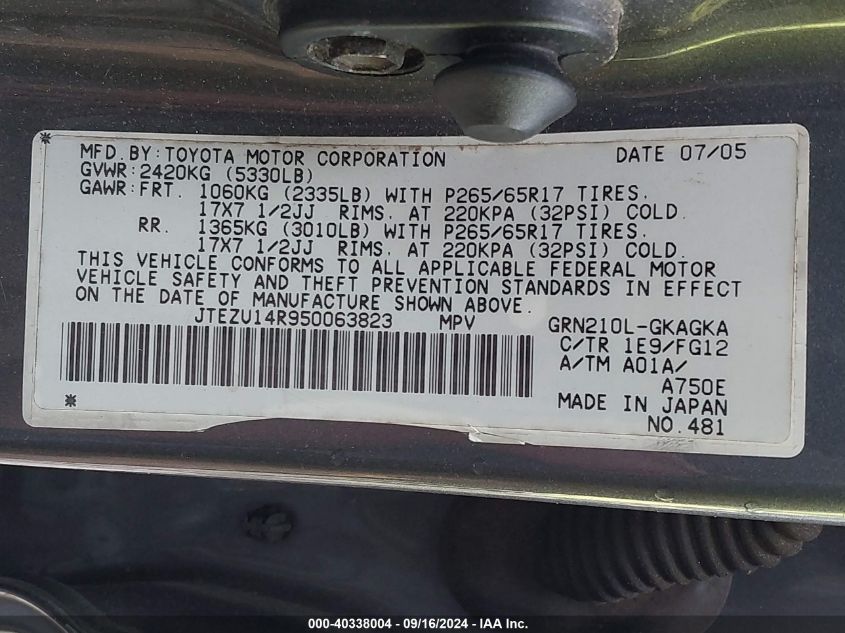 MFD.BY:TOYOTA MOTOR CORPORATION DATE 07/05
GVWR:2420KG (5330LB)
GAWR:FRT. 1060KG (2335LB) WITH P265/65R17 TIRES.
17X7 1/2JJ RIMS. AT 220KPA (32PSI) COLD.
RR. 1365KG (3010LB) WITH P265/65R17 TIRES.
17X7 1/2JJ RIMS. AT 220KPA (32PSI) COLD.
THIS VEHICLE CONFORMS TO ALL APPLICABLE FEDERAL MOTOR
VEHICLE SAFETY AND THEFT PREVENTION STANDARDS IN EFFECT
ON THE DATE OF MANUFACTURE SHOWN ABOVE.
JTEZU14R950063823 MPV GRN210L-GKAGKA
C/TR 1E9/FG12
A/TM A01A/
A750E
MADE IN JAPAN
NO.481
000-40338004 - 09/16/2024 - IAA Inc.